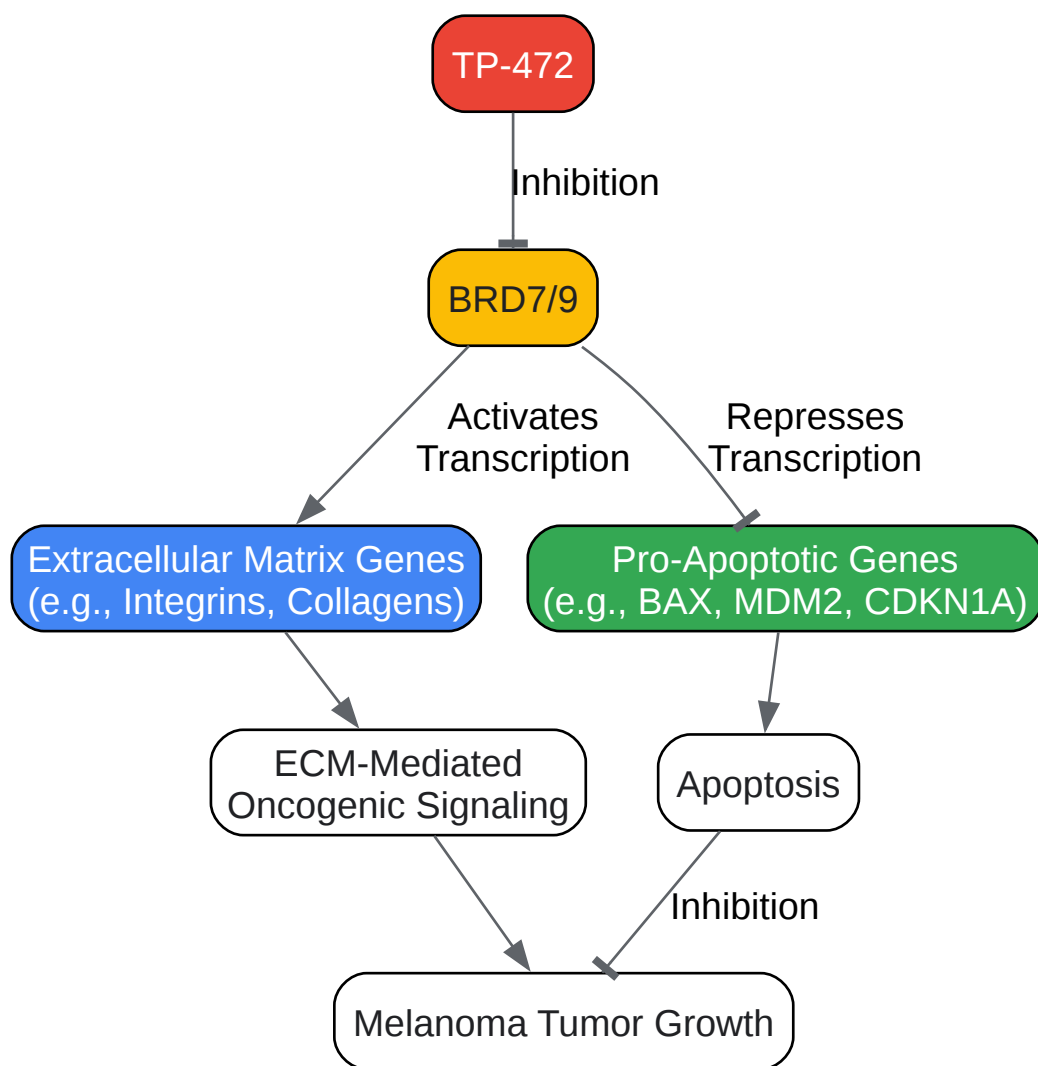 TP-472
Inhibition
BRD7/9
Activates
Transcription
Represses
Transcription
Extracellular Matrix Genes
(e.g., Integrins, Collagens)
Pro-Apoptotic Genes
(e.g., BAX, MDM2, CDKN1A)
ECM-Mediated
Oncogenic Signaling
Apoptosis
Inhibition
Melanoma Tumor Growth